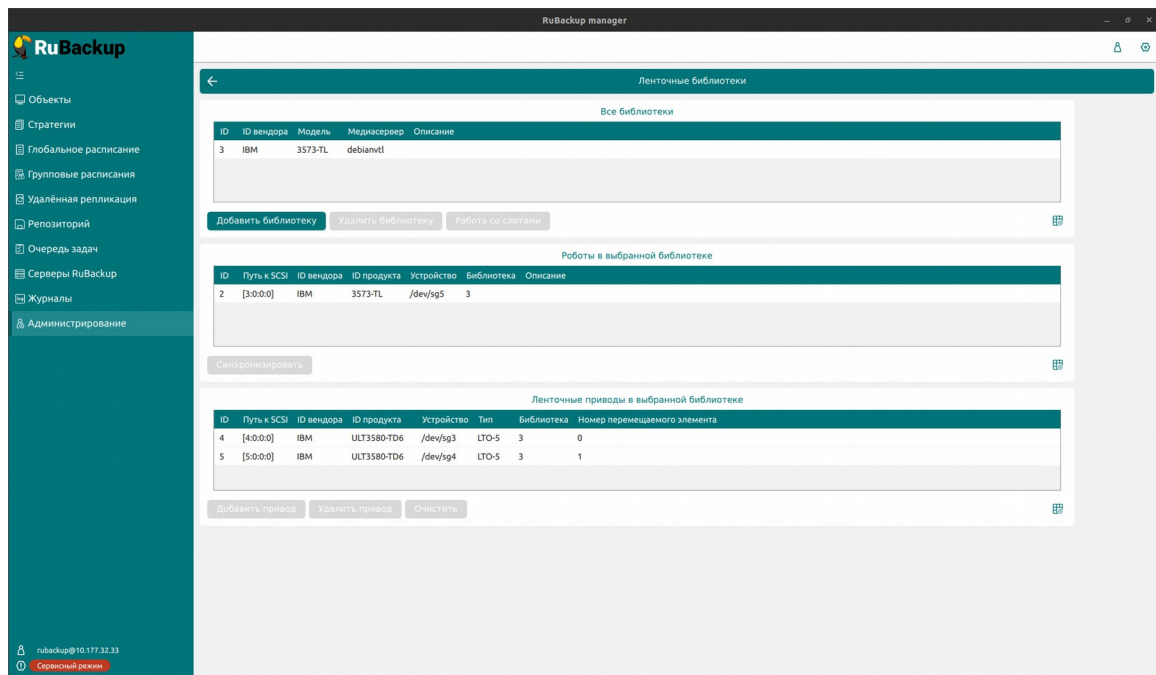 RuBackup manager
RuBackup
Объекты
Стратегии
Глобальное расписание
Групповые расписания
Удалённая репликация
Репозиторий
Очередь задач
Серверы RuBackup
Журналы
Администрирование
rubackup@10.177.32.33
Сервисный режим
Ленточные библиотеки
Все библиотеки
ID ID вендора Модель Медиасервер Описание
3 IBM 3573-TL debianvtl
Добавить библиотеку Удалить библиотеку Работа со слотами
Роботы в выбранной библиотеке
ID Путь к SCSI ID вендора ID продукта Устройство Библиотека Описание
2 [3:0:0:0] IBM 3573-TL /dev/sg5 3
Синхронизировать
Ленточные приводы в выбранной библиотеке
ID Путь к SCSI ID вендора ID продукта Устройство Тип Библиотека Номер перемещаемого элемента
4 [4:0:0:0] IBM ULT3580-TD6 /dev/sg3 LTO-5 3 0
5 [5:0:0:0] IBM ULT3580-TD6 /dev/sg4 LTO-5 3 1
Добавить привод Удалить привод Очистить